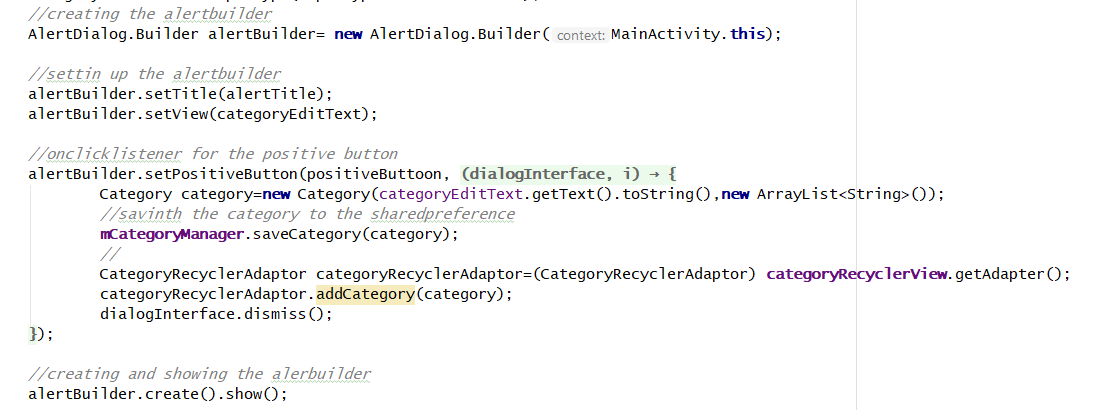 //creating the alertbuilder
AlertDialog.Builder alertBuilder= new AlertDialog.Builder( context: MainActivity.this);
//settin up the alertbuilder
alertBuilder.setTitle(alertTitle);
alertBuilder.setView(categoryEditText);
//onclicklistener for the positive button
alertBuilder.setPositiveButton(positiveButtoon, (dialogInterface, i) → {
Category category=new Category(categoryEditText.getText().toString(),new ArrayList<String>());
//savinth the category to the sharedpreference
mCategoryManager.saveCategory(category);
//
CategoryRecyclerAdaptor categoryRecyclerAdaptor=(CategoryRecyclerAdaptor) categoryRecyclerView.getAdapter();
categoryRecyclerAdaptor.addCategory(category);
dialogInterface.dismiss();
});
//creating and showing the alerbuilder
alertBuilder.create().show();